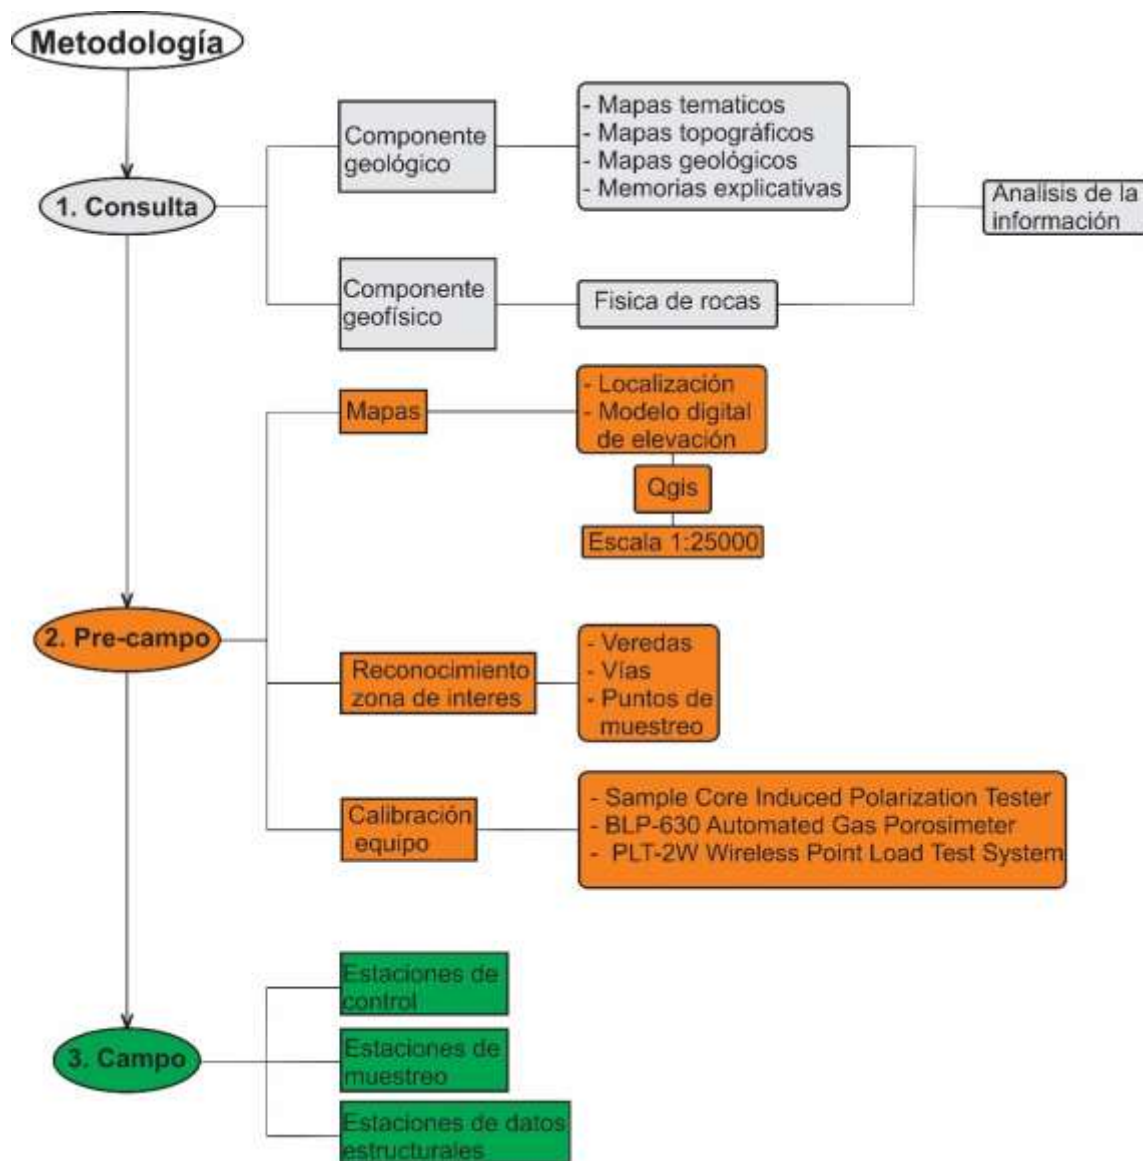 Metodología
1. Consulta
Componente
geológico
- Mapas tematicos
- Mapas topográficos
- Mapas geológicos
- Memorias explicativas
Componente
geofísico
Fisica de rocas
Analisis de la
información
2. Pre-campo
Mapas
- Localización
- Modelo digital
de elevación
Qgis
Escala 1:25000
Reconocimiento
zona de interes
- Veredas
- Vías
- Puntos de
muestreo
Calibración
equipo
- Sample Core Induced Polarization Tester
- BLP-630 Automated Gas Porosimeter
- PLT-2W Wireless Point Load Test System
3. Campo
Estaciones de
control
Estaciones de
muestreo
Estaciones de datos
estructurales